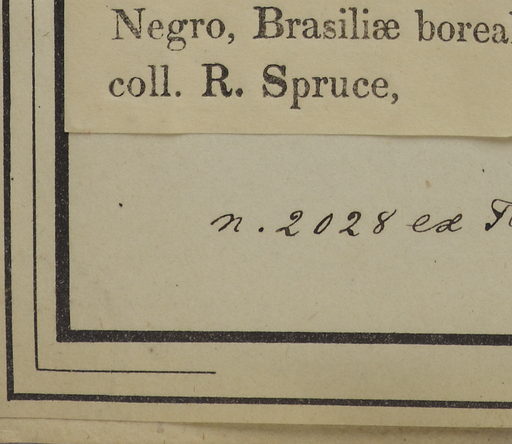 Negro, Brasiliæ boreal
coll. R. Spruce,
n. 2028 ex